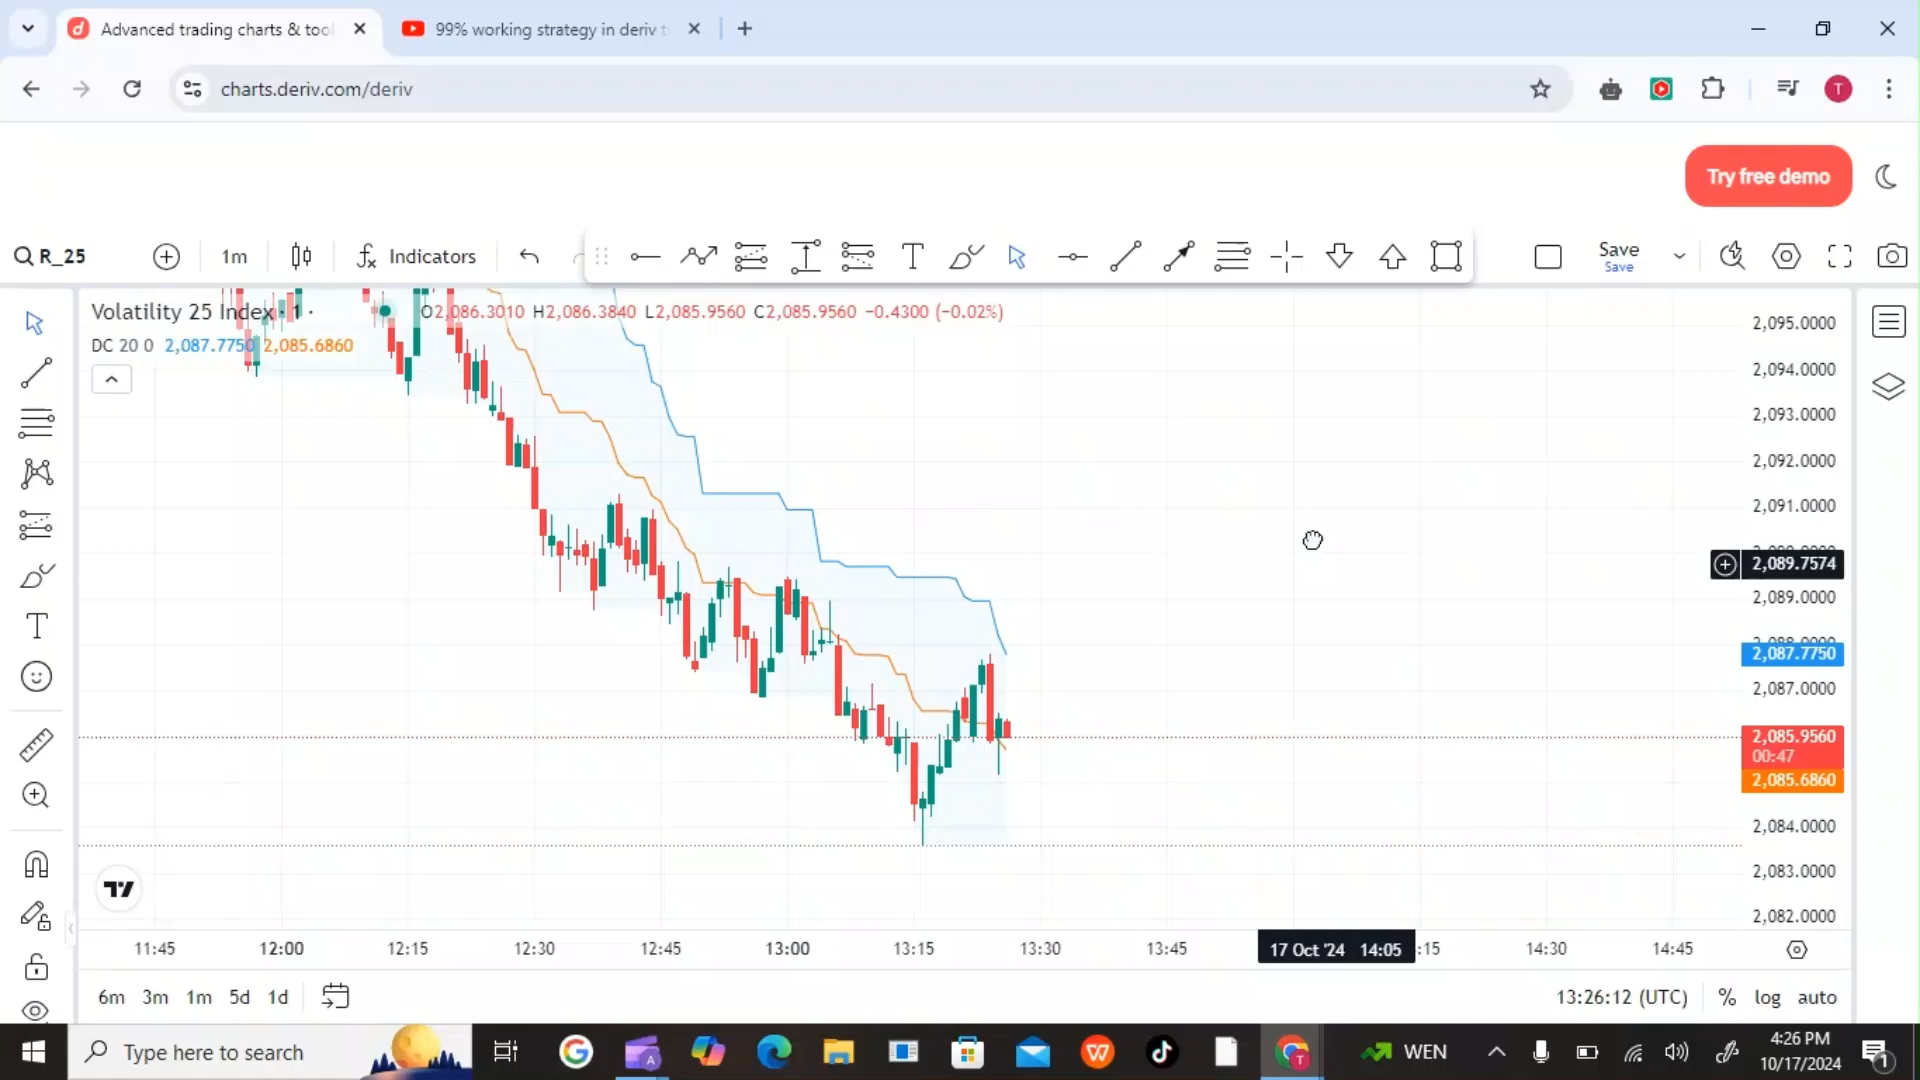 Advanced trading charts & too
99% working strategy in deriv t
charts.deriv.com/deriv
T
Try free demo
R_25
1m
Indicators
Save
Save
Volatility 25 Index · 1 ·
O2,086.3010 H2,086.3840 L2,085.9560 C2,085.9560 −0.4300 (−0.02%)
DC 20 0 2,087.7750 2,085.6860
2,095.0000
2,094.0000
2,093.0000
2,092.0000
2,091.0000
2,089.7574
2,089.0000
2,087.7750
2,087.0000
2,085.9560
00:47
2,085.6860
2,084.0000
2,083.0000
2,082.0000
11:45 12:00 12:15 12:30 12:45 13:00 13:15 13:30 13:45 17 Oct '24 14:05 :15 14:30 14:45
6m 3m 1m 5d 1d
13:26:12 (UTC) % log auto
Type here to search
WEN
4:26 PM
10/17/2024
1